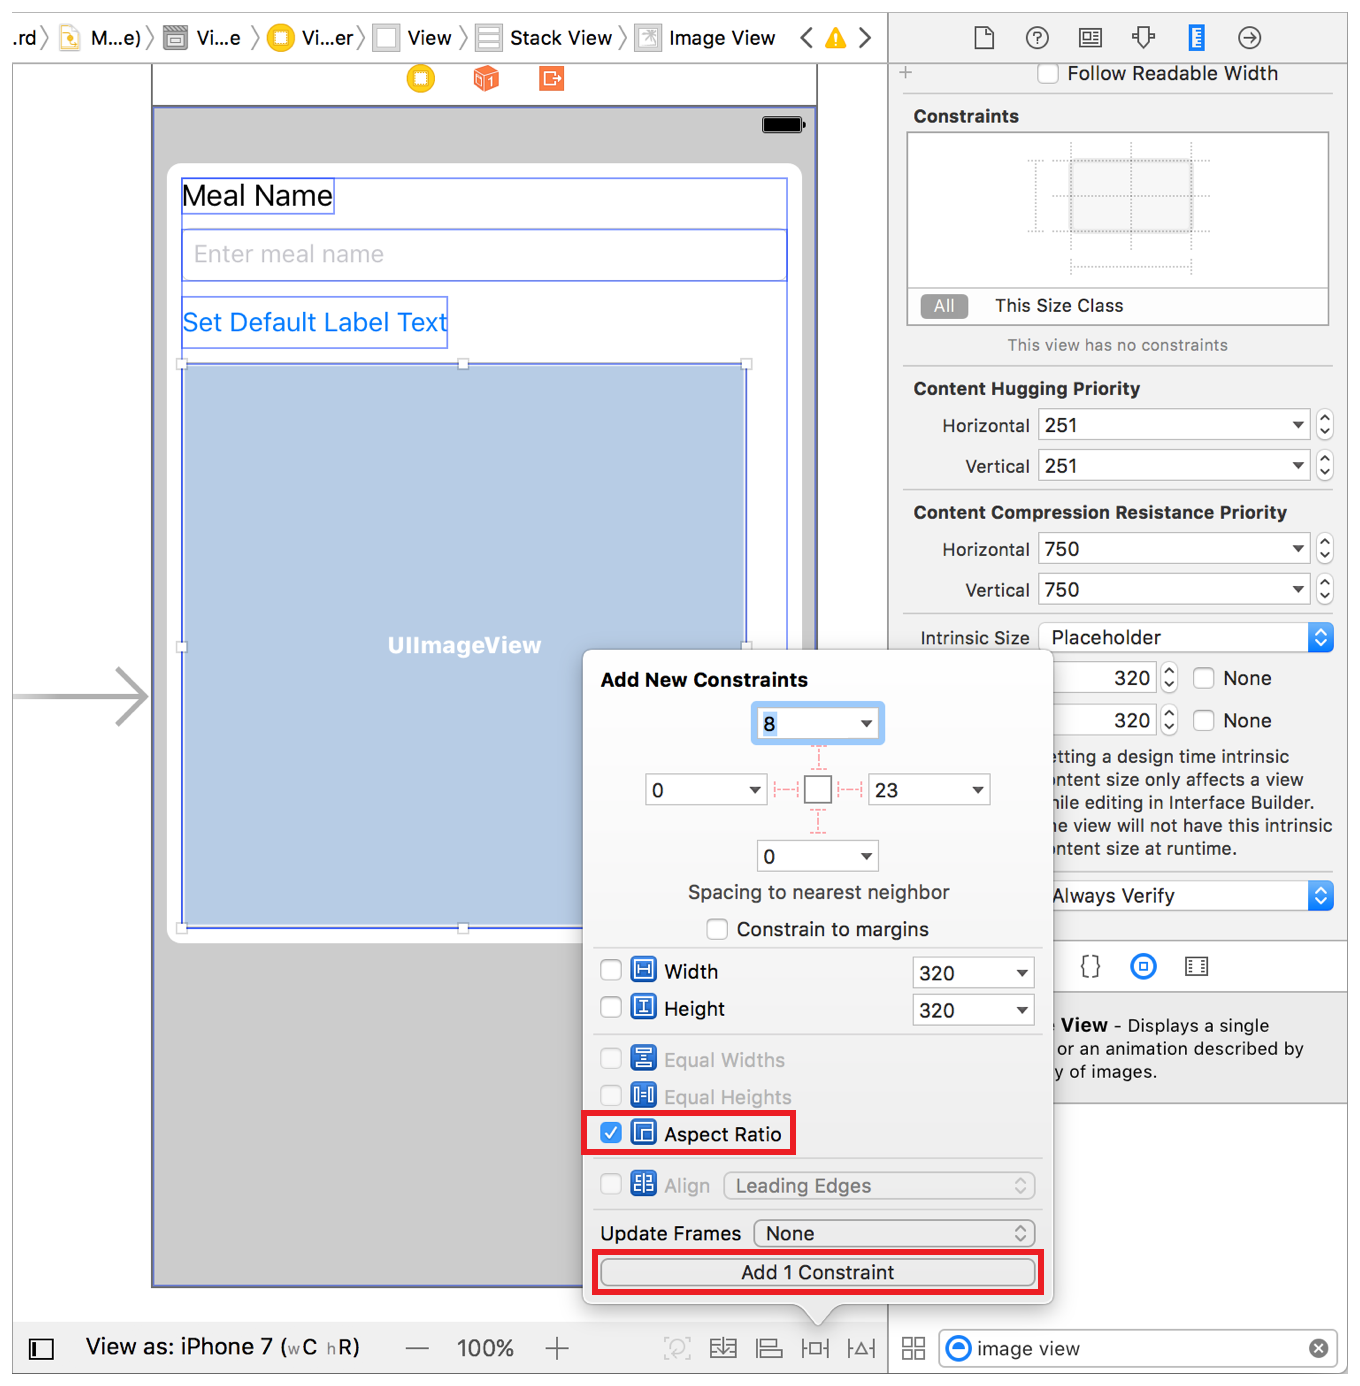 .rd M...e) Vi...e Vi...er View Stack View Image View
Follow Readable Width
Constraints
All This Size Class
This view has no constraints
Content Hugging Priority
Horizontal 251
Vertical 251
Content Compression Resistance Priority
Horizontal 750
Vertical 750
Intrinsic Size Placeholder
320 None
320 None
etting a design time intrinsic
ntent size only affects a view
hile editing in Interface Builder.
he view will not have this intrinsic
ntent size at runtime.
Always Verify
View - Displays a single
or an animation described by
y of images.
image view
Meal Name
Enter meal name
Set Default Label Text
UIImageView
Add New Constraints
8
0 23
0
Spacing to nearest neighbor
Constrain to margins
Width 320
Height 320
Equal Widths
Equal Heights
Aspect Ratio
Align Leading Edges
Update Frames None
Add 1 Constraint
View as: iPhone 7 (wC hR) — 100% +